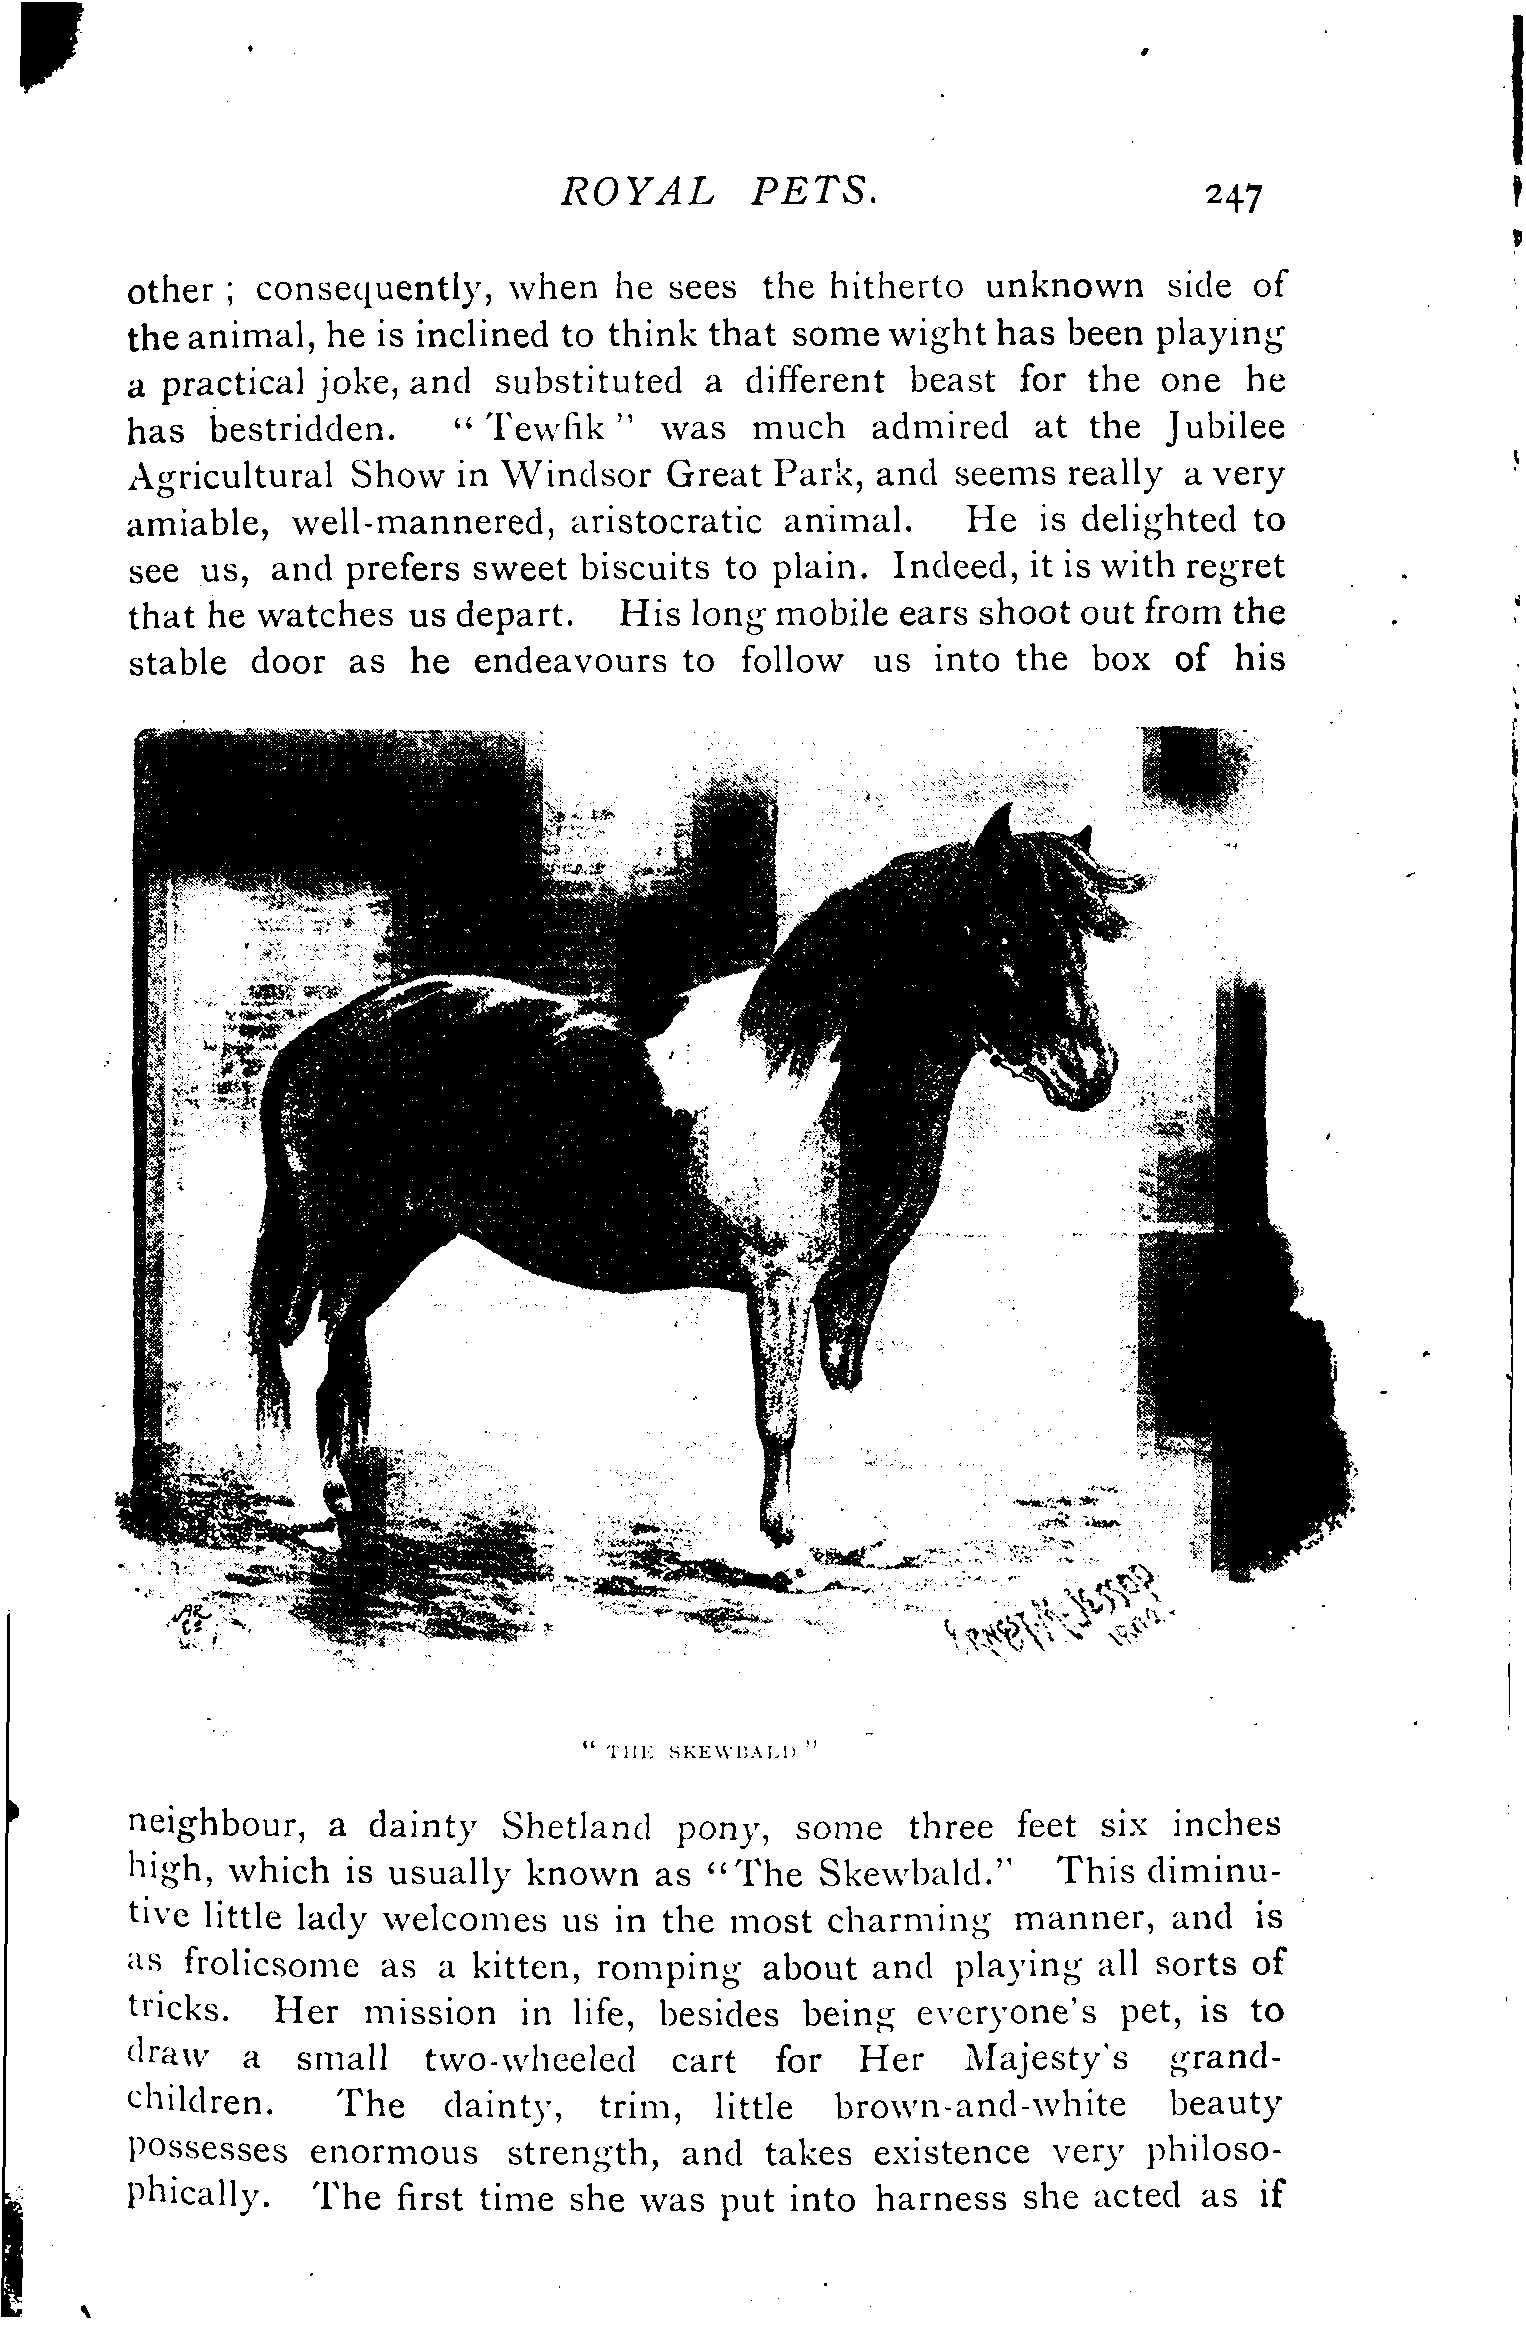 ROYAL PETS. 247
other ; consequently, when he sees the hitherto unknown side of
the animal, he is inclined to think that some wight has been playing
a practical joke, and substituted a different beast for the one he
has bestridden. “ Tewfik ” was much admired at the Jubilee
Agricultural Show in Windsor Great Park, and seems really a very
amiable, well-mannered, aristocratic animal. He is delighted to
see us, and prefers sweet biscuits to plain. Indeed, it is with regret
that he watches us depart. His long mobile ears shoot out from the
stable door as he endeavours to follow us into the box of his
ERNEST M. JESSOP
“ THE SKEWBALD ”
neighbour, a dainty Shetland pony, some three feet six inches
high, which is usually known as “The Skewbald.” This diminu-
tive little lady welcomes us in the most charming manner, and is
as frolicsome as a kitten, romping about and playing all sorts of
tricks. Her mission in life, besides being everyone's pet, is to
draw a small two-wheeled cart for Her Majesty's grand-
children. The dainty, trim, little brown-and-white beauty
possesses enormous strength, and takes existence very philoso-
phically. The first time she was put into harness she acted as if